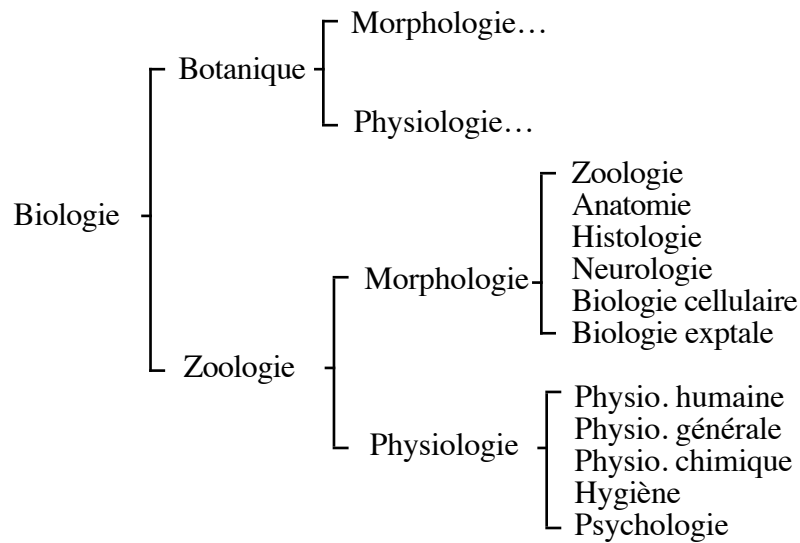 Biologie
Botanique
Morphologie…
Physiologie…
Zoologie
Morphologie
Zoologie
Anatomie
Histologie
Neurologie
Biologie cellulaire
Biologie exptale
Physiologie
Physio. humaine
Physio. générale
Physio. chimique
Hygiène
Psychologie